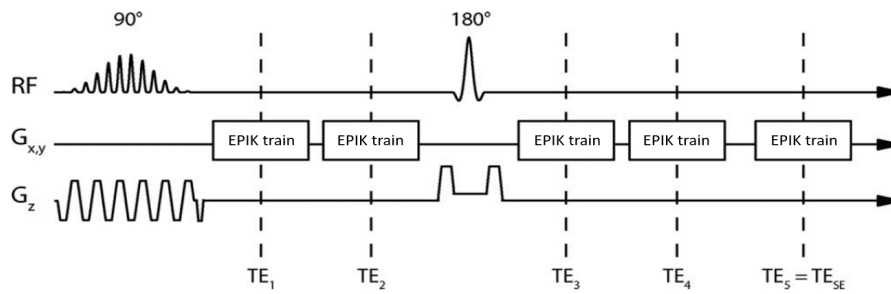 90° 180°
RF
G_x,y EPIK train EPIK train EPIK train EPIK train EPIK train
G_z
TE_1 TE_2 TE_3 TE_4 TE_5 = TE_SE